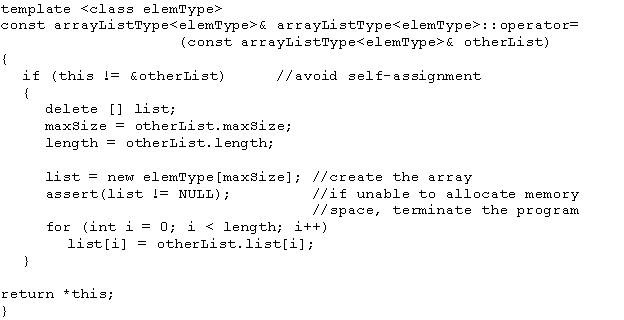 template <class elemType>
const arrayListType<elemType>& arrayListType<elemType>::operator=
                      (const arrayListType<elemType>& otherList)
{
   if (this != &otherList)      //avoid self-assignment
   {
      delete [] list;
      maxSize = otherList.maxSize;
      length = otherList.length;

      list = new elemType[maxSize]; //create the array
      assert(list != NULL);         //if unable to allocate memory
                                    //space, terminate the program
      for (int i = 0; i < length; i++)
         list[i] = otherList.list[i];
   }

return *this;
}